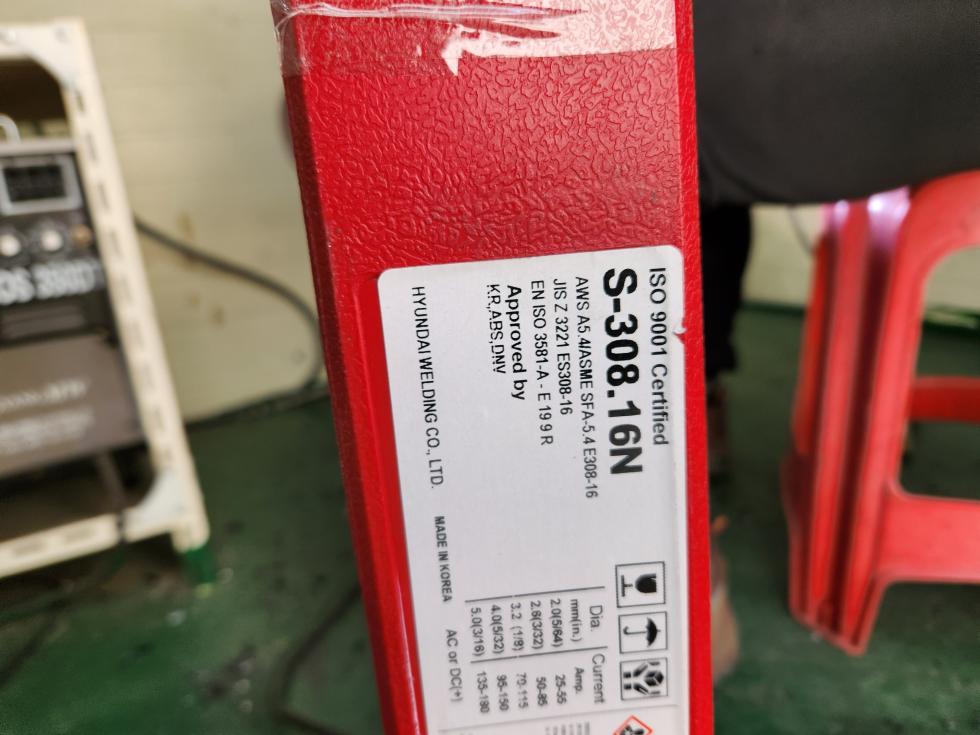 ISO 9001 Certified
S-308.16N
AWS A5.4/ASME SFA-5.4 E308-16
JIS Z 3221 ES308-16
EN ISO 3581-A - E 19 9 R
Approved by
KR,ABS,DNV
HYUNDAI WELDING CO., LTD.
MADE IN KOREA
Dia. Current
mm(in.) Amp.
2.0(5/64) 25-55
2.6(3/32) 50-85
3.2 (1/8) 70-115
4.0(5/32) 95-150
5.0(3/16) 135-180
AC or DC(+)